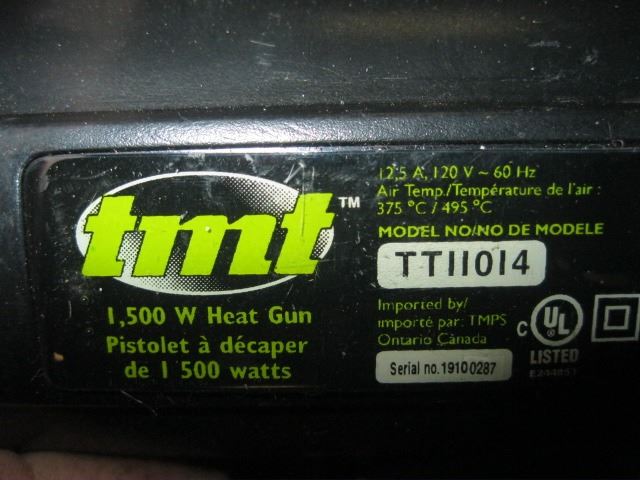 tmt™
1,500 W Heat Gun
Pistolet à décaper
de 1 500 watts
12,5 A, 120 V ~ 60 Hz
Air Temp./Température de l'air :
375 °C / 495 °C
MODEL NO/NO DE MODELE
TT11014
Imported by/
importé par: TMPS
Ontario Canada
Serial no. 19100287
C UL
LISTED